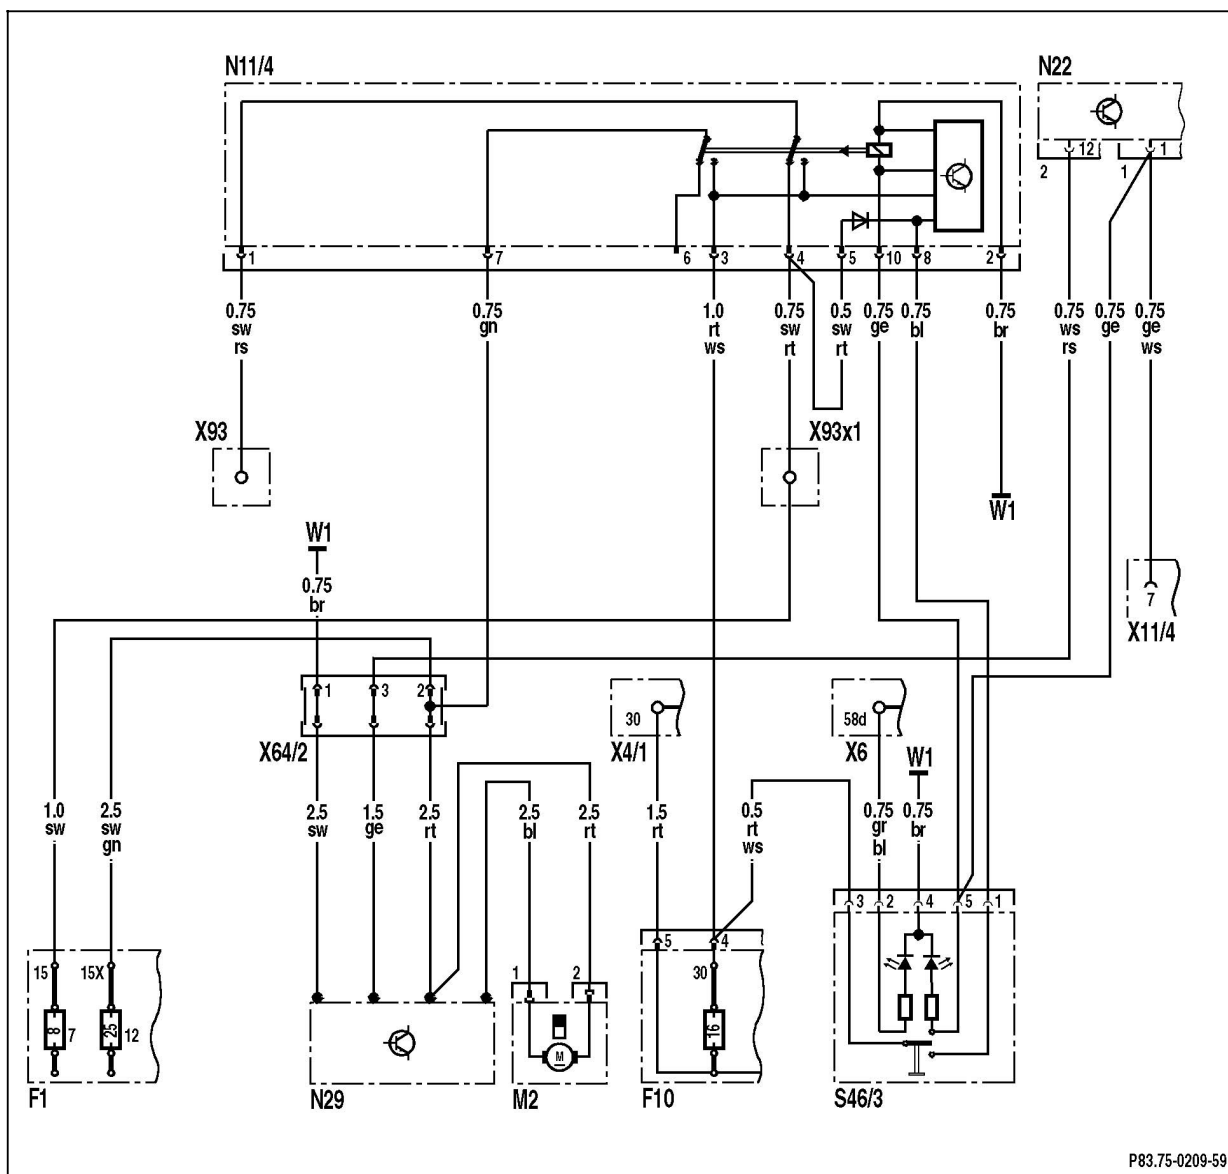 N11/4
N22
12
1
2
1
1
7
6
3
4
5
10
8
2
0.75 0.75 1.0 0.75 0.5 0.75 0.75 0.75 0.75 0.75 0.75
sw gn rt sw sw ge bl br ws ge ge
rs ws rt rt rs ws
X93
X93x1
W1
W1
0.75
br
7
X11/4
1
3
2
30
58d
X64/2
X4/1
X6
W1
1.0 2.5 2.5 1.5 2.5 2.5 2.5 1.5 0.5 0.75 0.75
sw sw sw ge rt bl rt rt rt gr br
gn ws bl
3 2 4 5 1
5 4
15 15X
1 2
30
8 7 25 12
M
16
F1
N29
M2
F10
S46/3
P83.75-0209-59